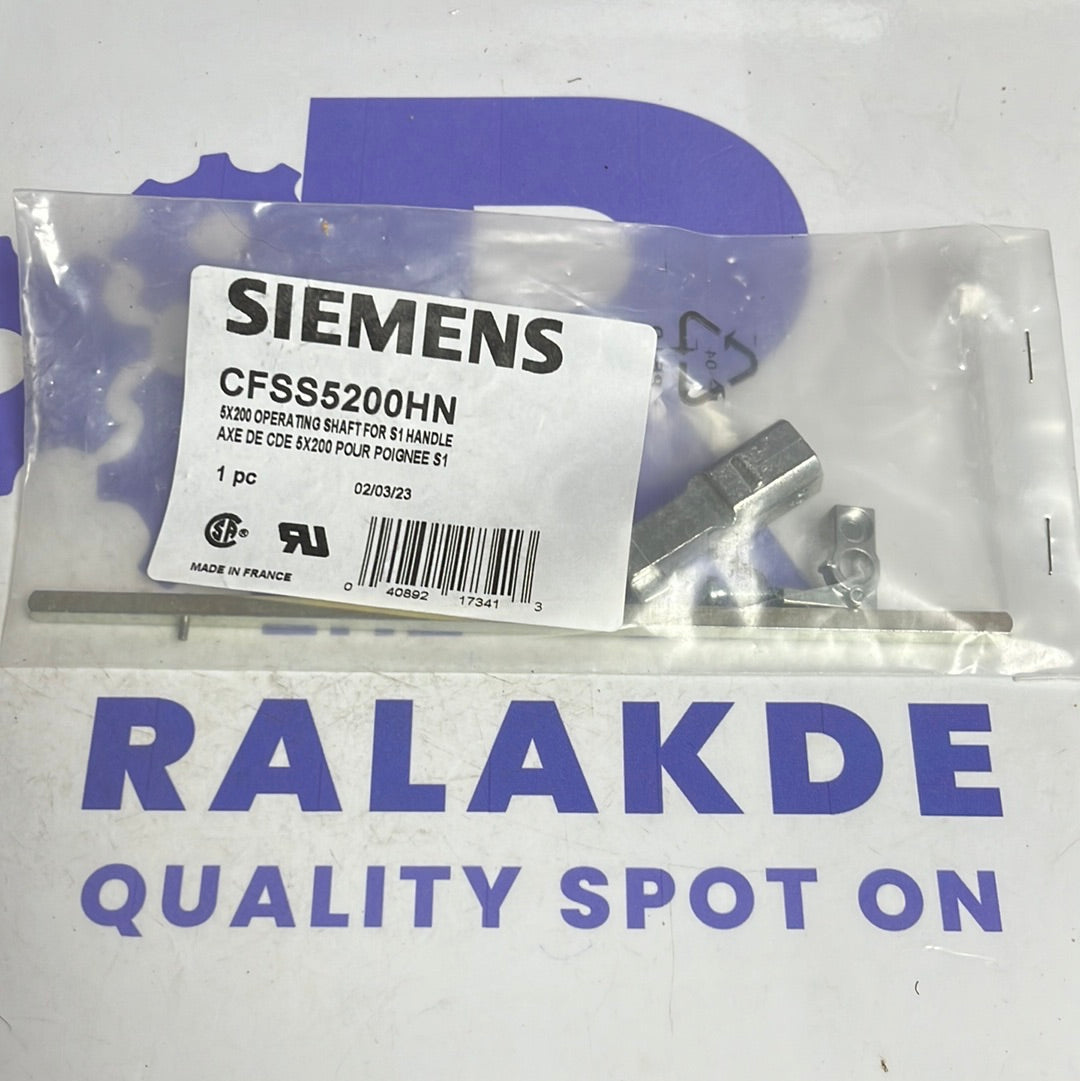 SIEMENS
CFSS5200HN
5X200 OPERATING SHAFT FOR S1 HANDLE
AXE DE CDE 5X200 POUR POIGNEE S1
1 pc
02/03/23
MADE IN FRANCE
0 40892 17341 3
RALAKDE
QUALITY SPOT ON